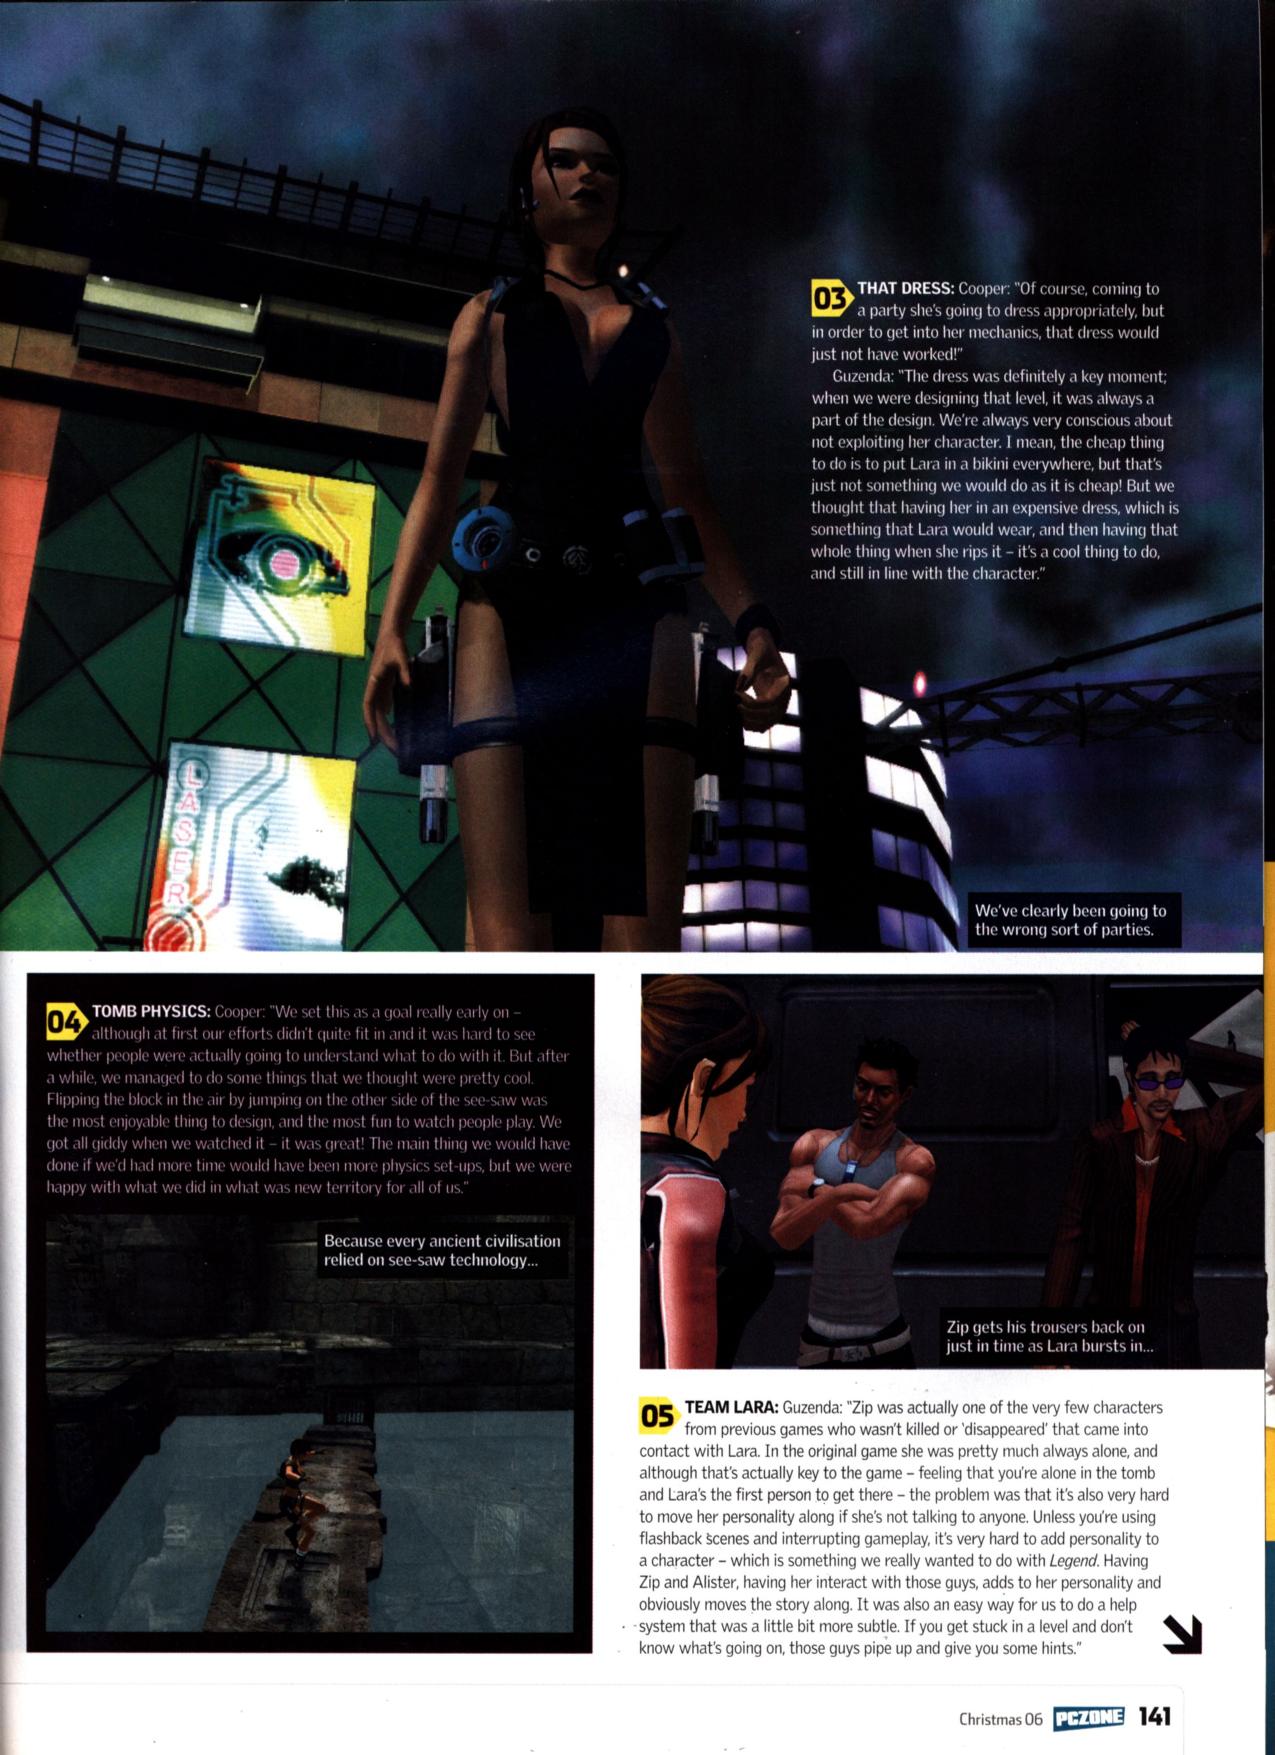 LASER
03 THAT DRESS: Cooper: “Of course, coming to
a party she’s going to dress appropriately, but
in order to get into her mechanics, that dress would
just not have worked!”
Guzenda: “The dress was definitely a key moment;
when we were designing that level, it was always a
part of the design. We’re always very conscious about
not exploiting her character. I mean, the cheap thing
to do is to put Lara in a bikini everywhere, but that’s
just not something we would do as it is cheap! But we
thought that having her in an expensive dress, which is
something that Lara would wear, and then having that
whole thing when she rips it – it’s a cool thing to do,
and still in line with the character.”
We’ve clearly been going to
the wrong sort of parties.
04 TOMB PHYSICS: Cooper: “We set this as a goal really early on –
although at first our efforts didn’t quite fit in and it was hard to see
whether people were actually going to understand what to do with it. But after
a while, we managed to do some things that we thought were pretty cool.
Flipping the block in the air by jumping on the other side of the see-saw was
the most enjoyable thing to design, and the most fun to watch people play. We
got all giddy when we watched it – it was great! The main thing we would have
done if we’d had more time would have been more physics set-ups, but we were
happy with what we did in what was new territory for all of us.”
Because every ancient civilisation
relied on see-saw technology...
Zip gets his trousers back on
just in time as Lara bursts in...
05 TEAM LARA: Guzenda: “Zip was actually one of the very few characters
from previous games who wasn’t killed or ‘disappeared’ that came into
contact with Lara. In the original game she was pretty much always alone, and
although that’s actually key to the game – feeling that you’re alone in the tomb
and Lara’s the first person to get there – the problem was that it’s also very hard
to move her personality along if she’s not talking to anyone. Unless you’re using
flashback scenes and interrupting gameplay, it’s very hard to add personality to
a character – which is something we really wanted to do with Legend. Having
Zip and Alister, having her interact with those guys, adds to her personality and
obviously moves the story along. It was also an easy way for us to do a help
system that was a little bit more subtle. If you get stuck in a level and don’t
know what’s going on, those guys pipe up and give you some hints.”
Christmas 06 PCZONE 141